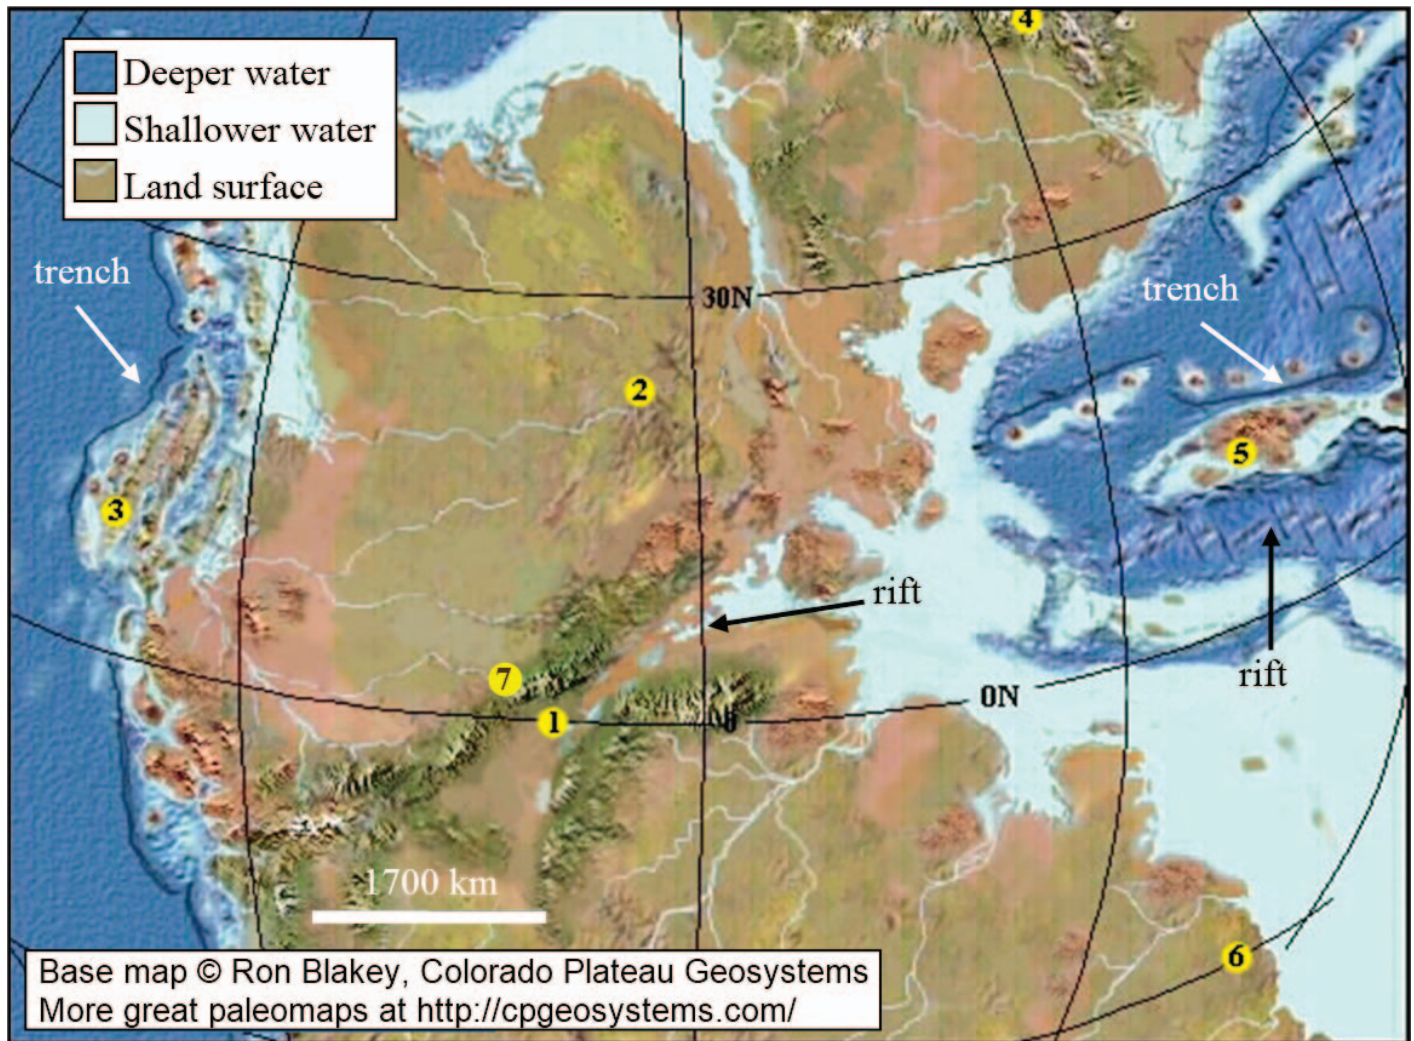 4
Deeper water
Shallower water
Land surface
trench
30N
trench
2
3
5
rift
rift
7
1
0
0N
1700 km
6
Base map © Ron Blakey, Colorado Plateau Geosystems
More great paleomaps at http://cpgeosystems.com/